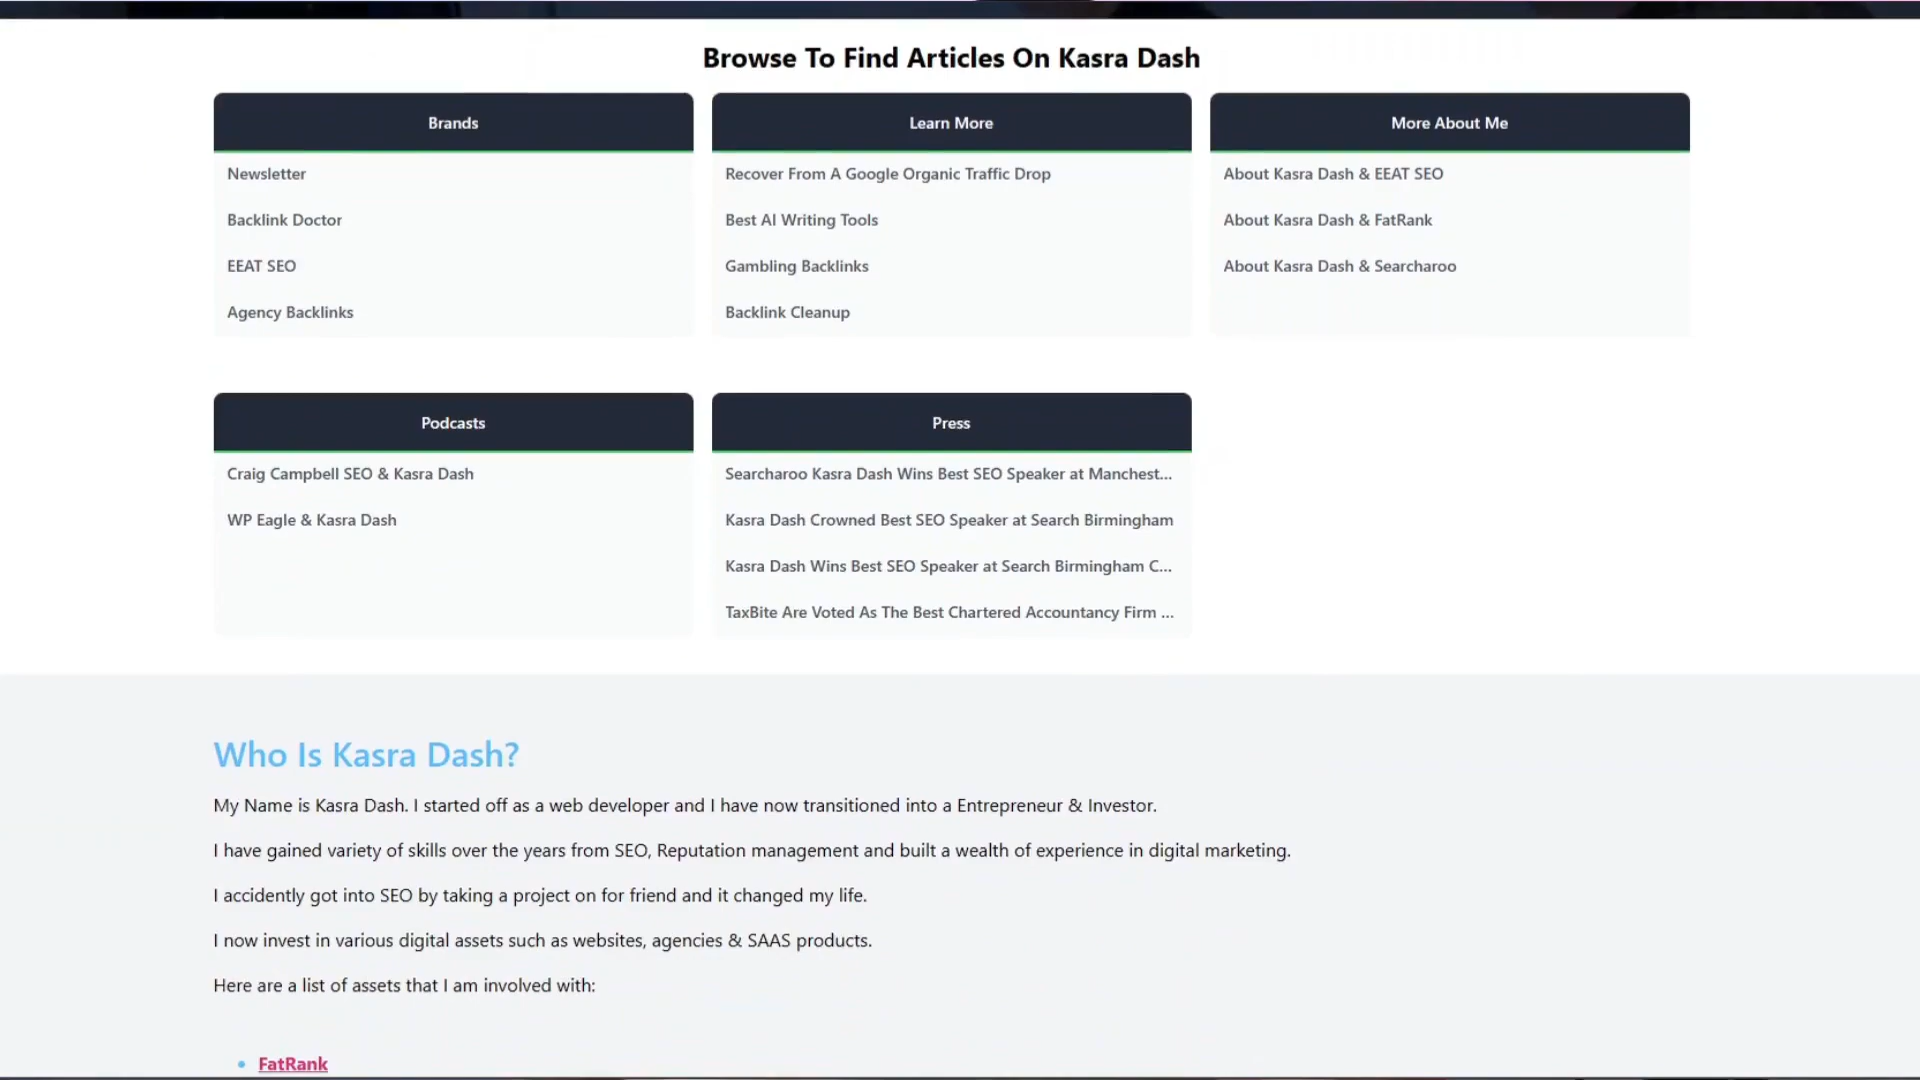 Browse To Find Articles On Kasra Dash
Brands
Newsletter
Backlink Doctor
EEAT SEO
Agency Backlinks
Learn More
Recover From A Google Organic Traffic Drop
Best AI Writing Tools
Gambling Backlinks
Backlink Cleanup
More About Me
About Kasra Dash & EEAT SEO
About Kasra Dash & FatRank
About Kasra Dash & Searcharoo
Podcasts
Craig Campbell SEO & Kasra Dash
WP Eagle & Kasra Dash
Press
Searcharoo Kasra Dash Wins Best SEO Speaker at Manchest...
Kasra Dash Crowned Best SEO Speaker at Search Birmingham
Kasra Dash Wins Best SEO Speaker at Search Birmingham C...
TaxBite Are Voted As The Best Chartered Accountancy Firm ...
Who Is Kasra Dash?
My Name is Kasra Dash. I started off as a web developer and I have now transitioned into a Entrepreneur & Investor.
I have gained variety of skills over the years from SEO, Reputation management and built a wealth of experience in digital marketing.
I accidently got into SEO by taking a project on for friend and it changed my life.
I now invest in various digital assets such as websites, agencies & SAAS products.
Here are a list of assets that I am involved with:
• FatRank